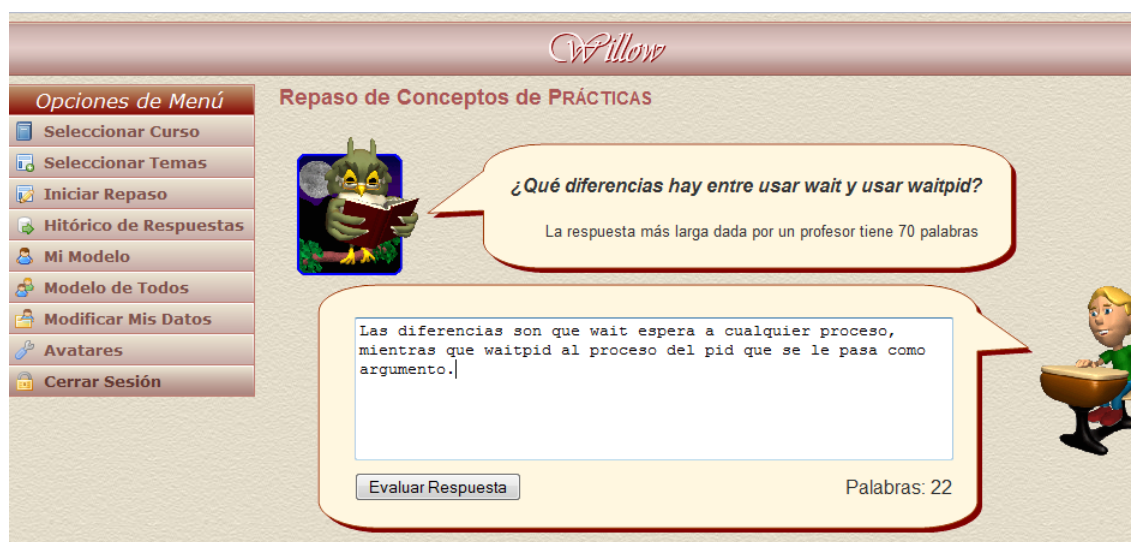 Willow
Opciones de Menú
Seleccionar Curso
Seleccionar Temas
Iniciar Repaso
Hitórico de Respuestas
Mi Modelo
Modelo de Todos
Modificar Mis Datos
Avatares
Cerrar Sesión
Repaso de Conceptos de PRÁCTICAS
¿Qué diferencias hay entre usar wait y usar waitpid?
La respuesta más larga dada por un profesor tiene 70 palabras
Las diferencias son que wait espera a cualquier proceso,
mientras que waitpid al proceso del pid que se le pasa como
argumento.
Evaluar Respuesta
Palabras: 22